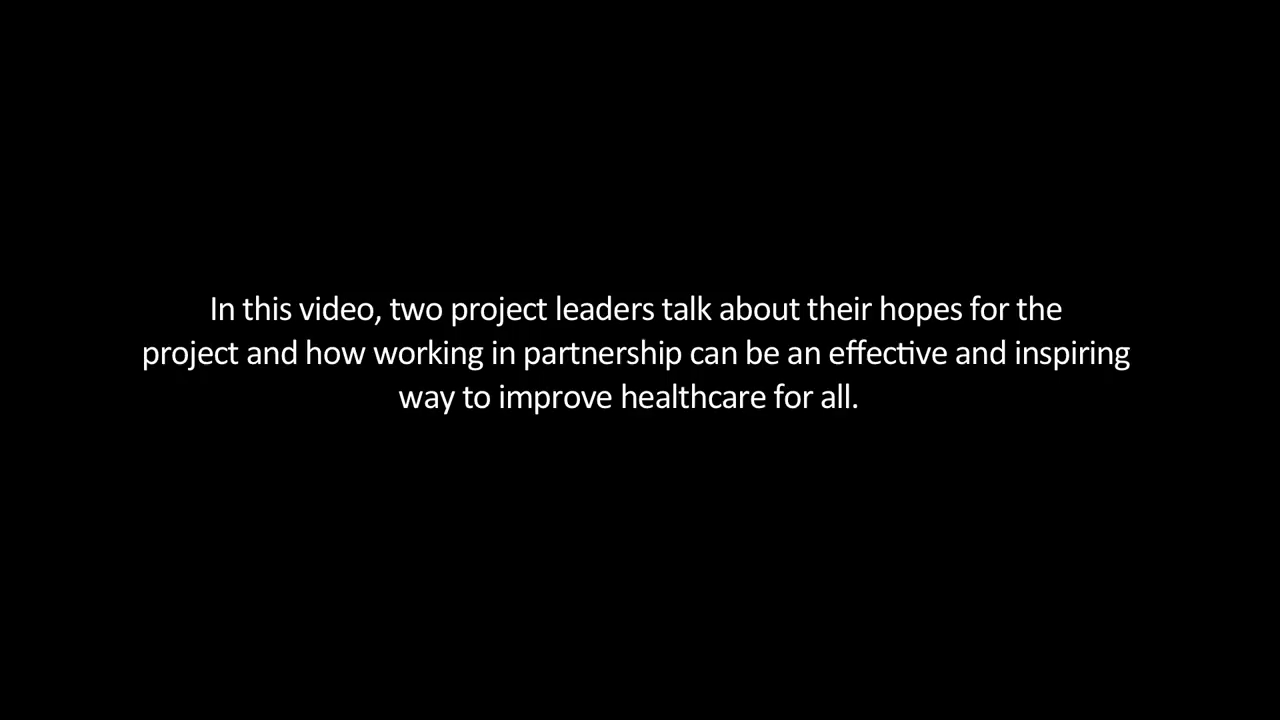 In this video, two project leaders talk about their hopes for the
project and how working in partnership can be an effective and inspiring
way to improve healthcare for all.